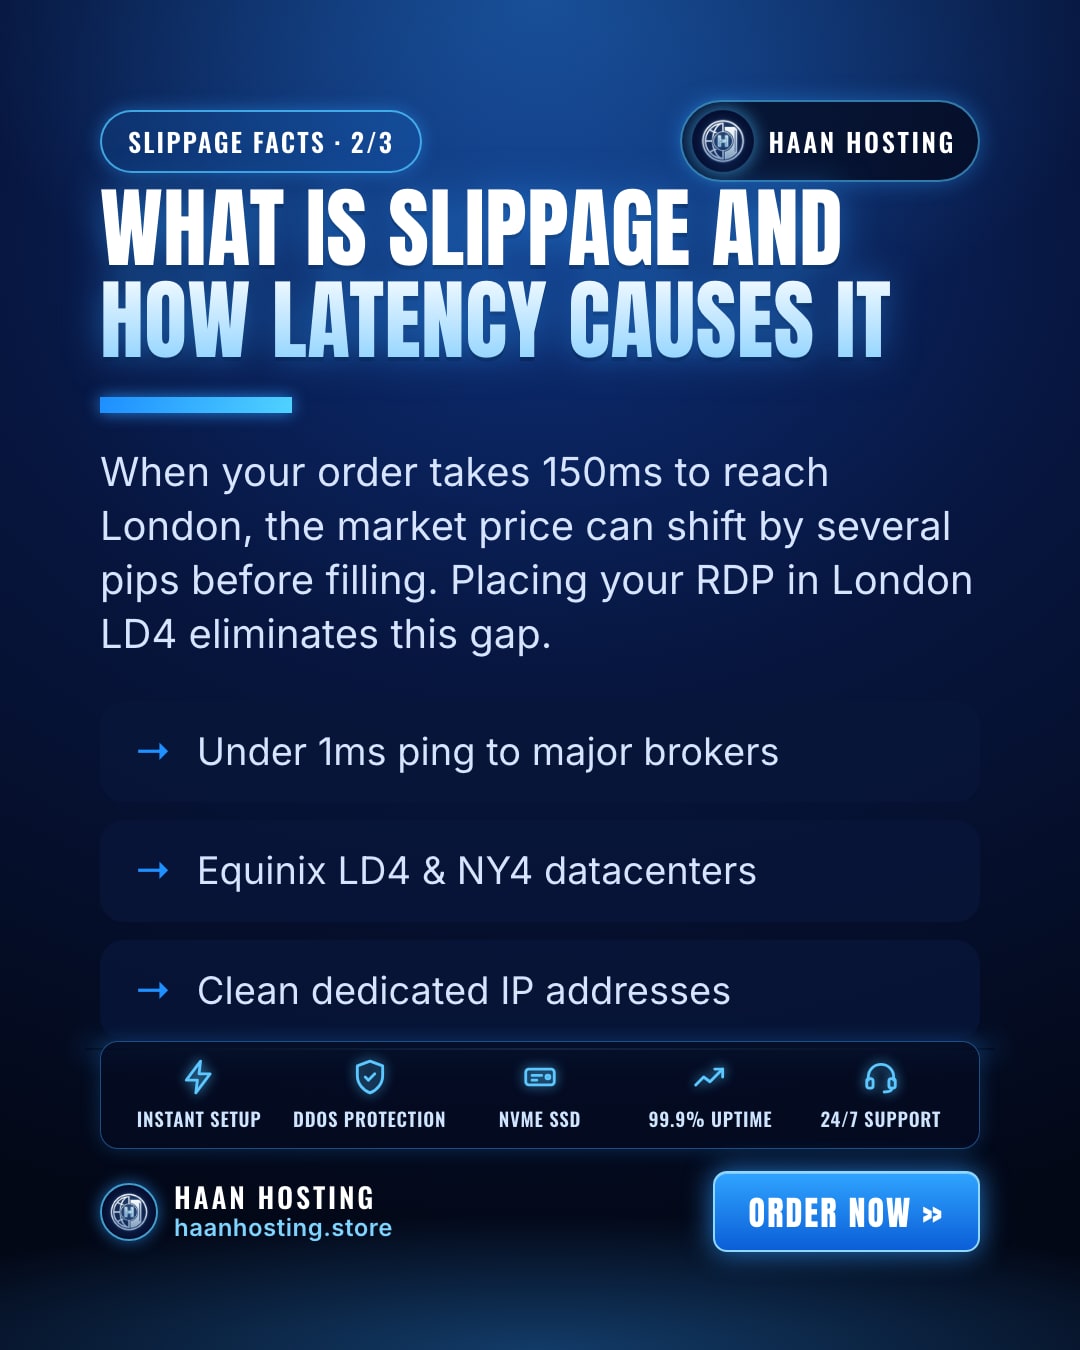 SLIPPAGE FACTS · 2/3
HAAN HOSTING
WHAT IS SLIPPAGE AND
HOW LATENCY CAUSES IT
When your order takes 150ms to reach
London, the market price can shift by several
pips before filling. Placing your RDP in London
LD4 eliminates this gap.
→ Under 1ms ping to major brokers
→ Equinix LD4 & NY4 datacenters
→ Clean dedicated IP addresses
INSTANT SETUP
DDOS PROTECTION
NVME SSD
99.9% UPTIME
24/7 SUPPORT
HAAN HOSTING
haanhosting.store
ORDER NOW »